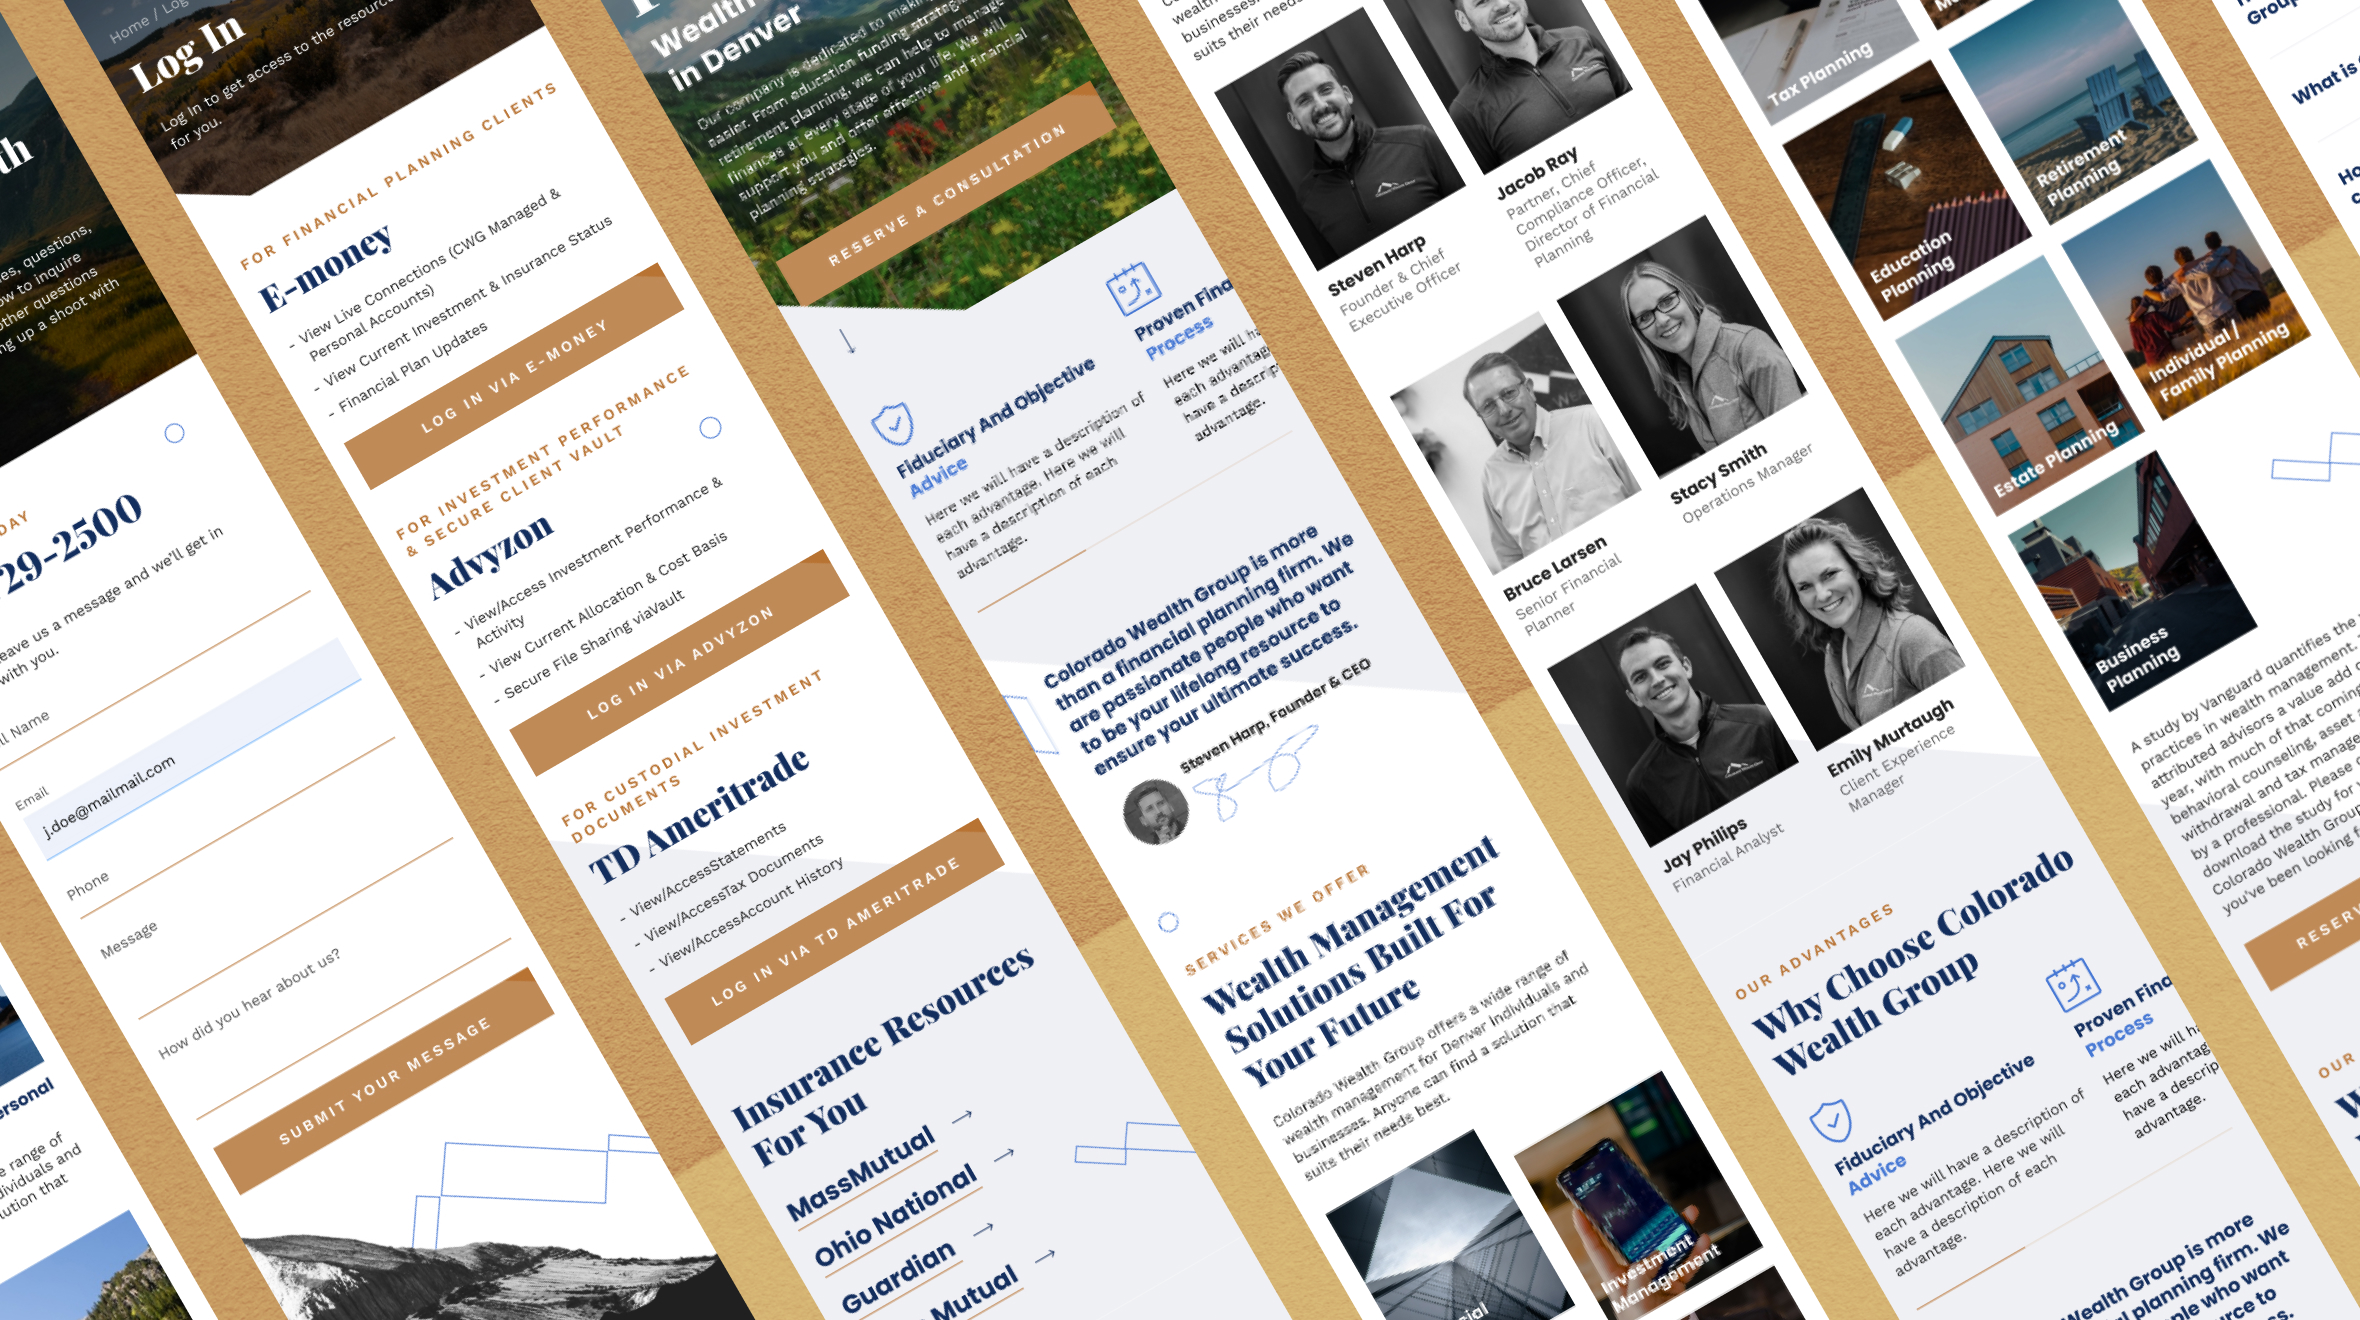 th
es, questions,
ow to inquire
other questions
ng up a shoot with
DAY
729-2500
eave us a message and we'll get in
with you.
ll Name
Email
j.doe@mailmail.com
Phone
Message
How did you hear about us?
SUBMIT YOUR MESSAGE
ersonal
e range of
dividuals and
lution that
Home / Log
Log In
Log In to get access to the resource
for you.
FOR FINANCIAL PLANNING CLIENTS
E-money
- View Live Connections (CWG Managed &
Personal Accounts)
- View Current Investment & Insurance Status
- Financial Plan Updates
LOG IN VIA E-MONEY
FOR INVESTMENT PERFORMANCE
& SECURE CLIENT VAULT
Advyzon
- View/Access Investment Performance &
Activity
- View Current Allocation & Cost Basis
- Secure File Sharing viaVault
LOG IN VIA ADVYZON
FOR CUSTODIAL INVESTMENT
DOCUMENTS
TD Ameritrade
- View/AccessStatements
- View/AccessTax Documents
- View/AccessAccount History
LOG IN VIA TD AMERITRADE
Insurance Resources
For You
MassMutual →
Ohio National →
Guardian →
Mutual →
Wealth
in Denver
Our company is dedicated to making
easier. From education funding strategies
retirement planning, we can help to manage
finances at every stage of your life. We will
support you and offer effective and financial
planning strategies.
RESERVE A CONSULTATION
Fiduciary And Objective
Advice
Here we will have a description of
each advantage. Here we will
have a description of each
advantage.
Proven Fina
Process
Here we will ha
each advantag
have a descrip
advantage.
Colorado Wealth Group is more
than a financial planning firm. We
are passionate people who want
to be your lifelong resource to
ensure your ultimate success.
Steven Harp, Founder & CEO
SERVICES WE OFFER
Wealth Management
Solutions Built For
Your Future
Colorado Wealth Group offers a wide range of
wealth management for Denver individuals and
businesses. Anyone can find a solution that
suits their needs best.
cial
Investment
Management
wealth
businesses
suits their needs
Steven Harp
Founder & Chief
Executive Officer
Jacob Ray
Partner, Chief
Compliance Officer,
Director of Financial
Planning
Bruce Larsen
Senior Financial
Planner
Stacy Smith
Operations Manager
Jay Philips
Financial Analyst
Emily Murtaugh
Client Experience
Manager
OUR ADVANTAGES
Why Choose Colorado
Wealth Group
Fiduciary And Objective
Advice
Here we will have a description of
each advantage. Here we will
have a description of each
advantage.
Proven Fina
Process
Here we will ha
each advantag
have a descrip
advantage.
Wealth Group is more
planning firm. We
ple who want
urce to
ss.
Tax Planning
Education
Planning
Retirement
Planning
Estate Planning
Individual /
Family Planning
Business
Planning
A study by Vanguard quantifies the
practices in wealth management.
attributed advisors a value add
year, with much of that coming
behavioral counseling, asset
withdrawal and tax manage
by a professional. Please
download the study for
Colorado Wealth Group
you've been looking f
RESERV
OUR
Group
What is
Ho